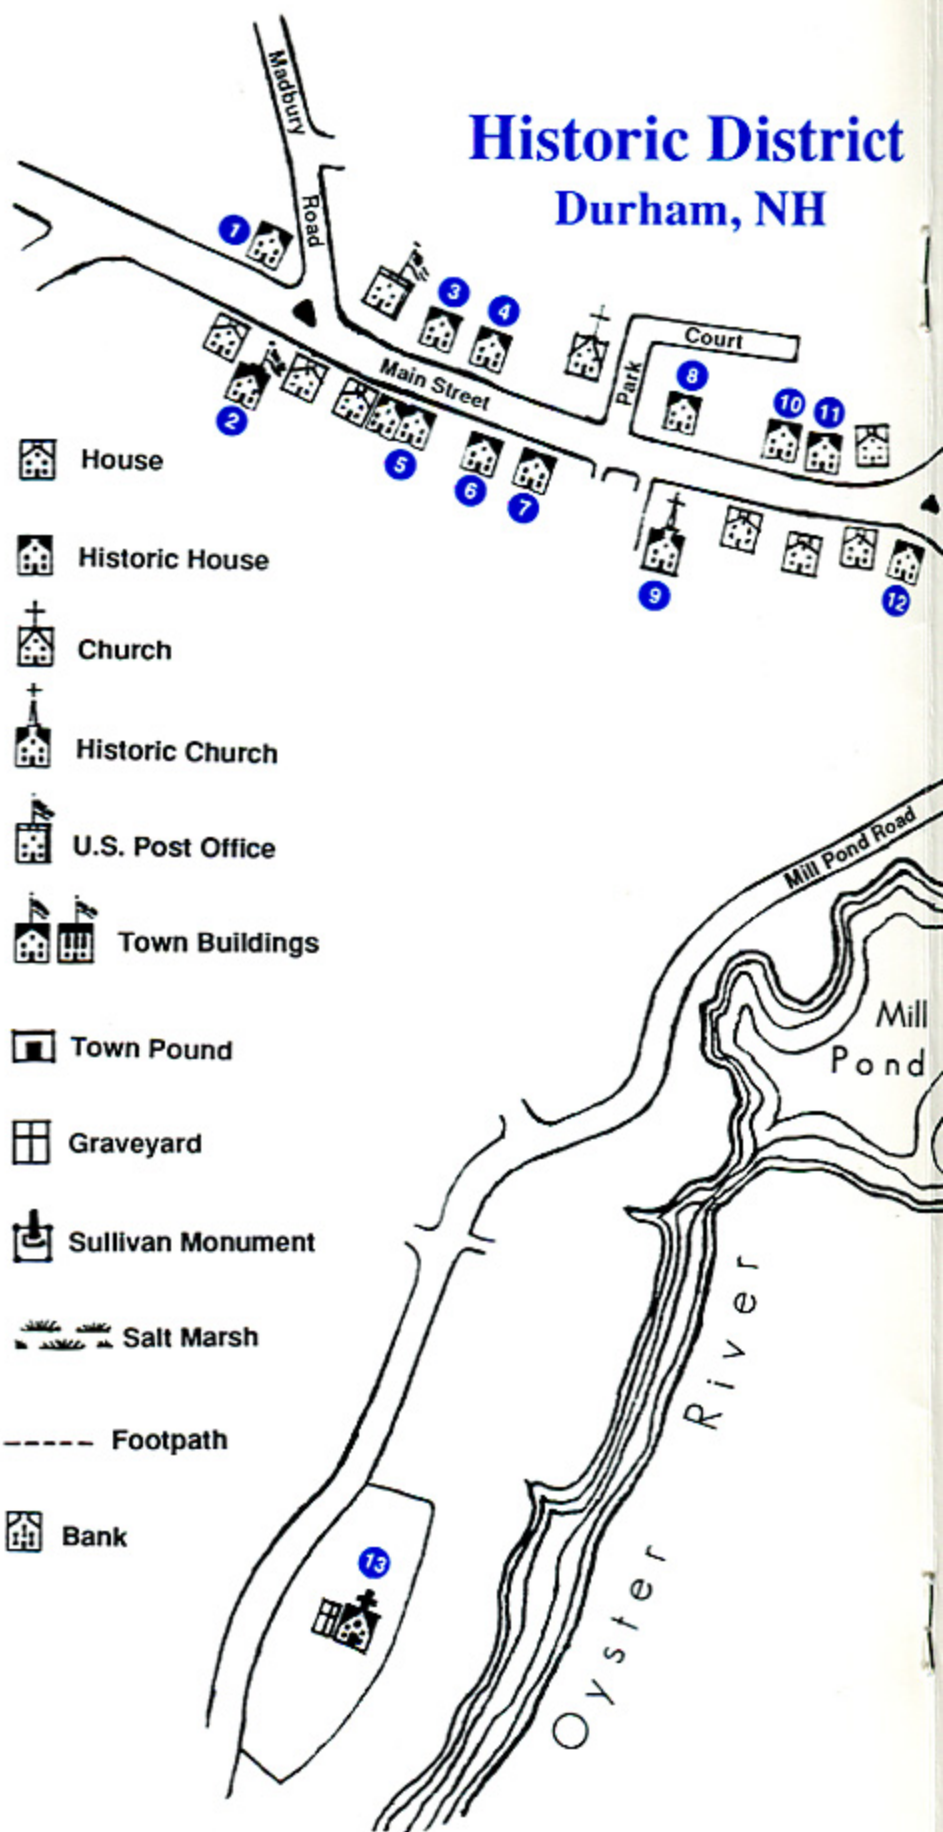 Historic District
Durham, NH
Madbury
Road
1
3
4
Court
Park
8
10
11
Main Street
2
5
6
7
9
12
House
Historic House
Church
Historic Church
U.S. Post Office
Town Buildings
Town Pound
Graveyard
Sullivan Monument
Salt Marsh
Footpath
Bank
Mill Pond Road
Mill
Pond
Oyster River
13